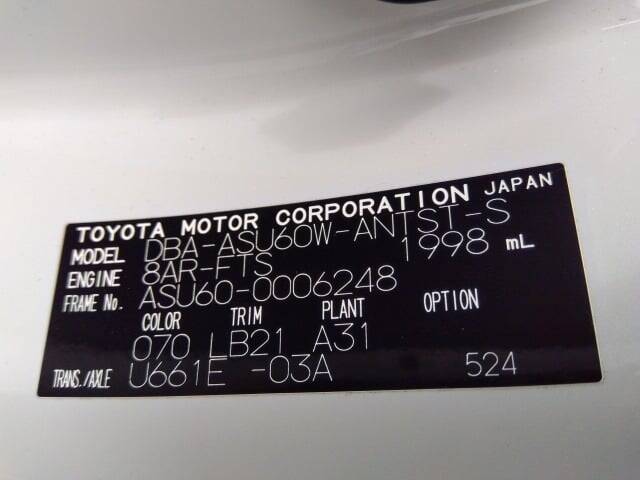 TOYOTA MOTOR CORPORATION JAPAN
MODEL DBA-ASU60W-ANTST-S
ENGINE 8AR-FTS 1998 mL
FRAME No. ASU60-0006248
COLOR TRIM PLANT OPTION
070 LB21 A31
TRANS./AXLE U661E -03A 524